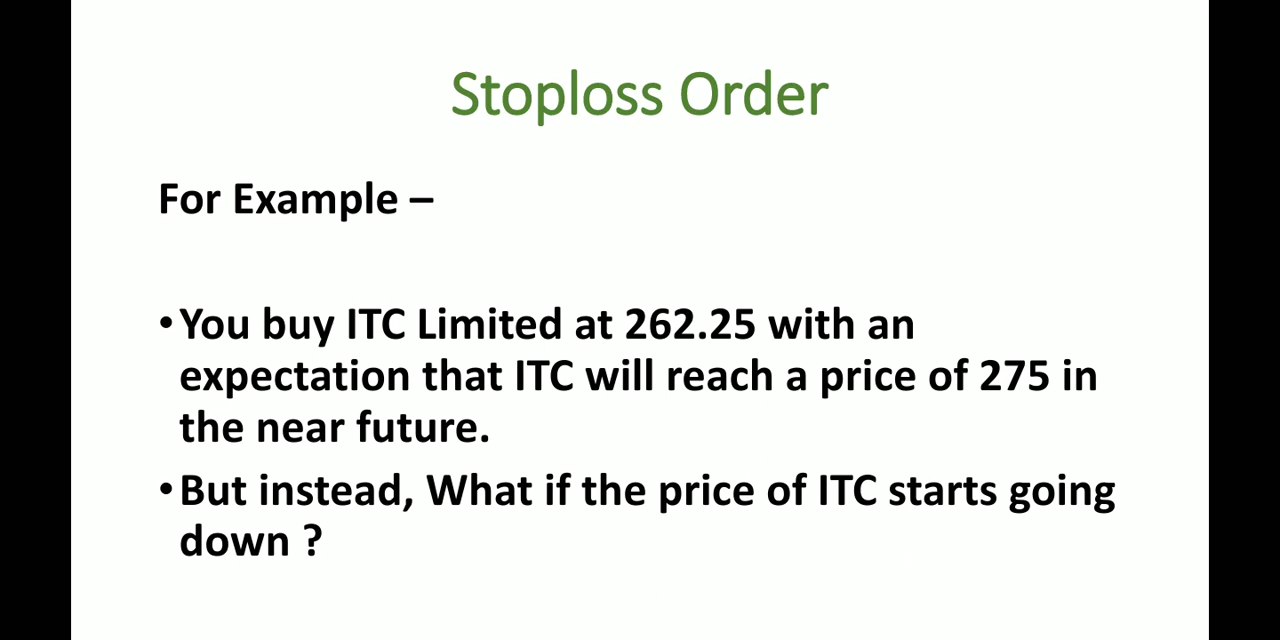 Stoploss Order
For Example –
•You buy ITC Limited at 262.25 with an
expectation that ITC will reach a price of 275 in
the near future.
•But instead, What if the price of ITC starts going
down ?